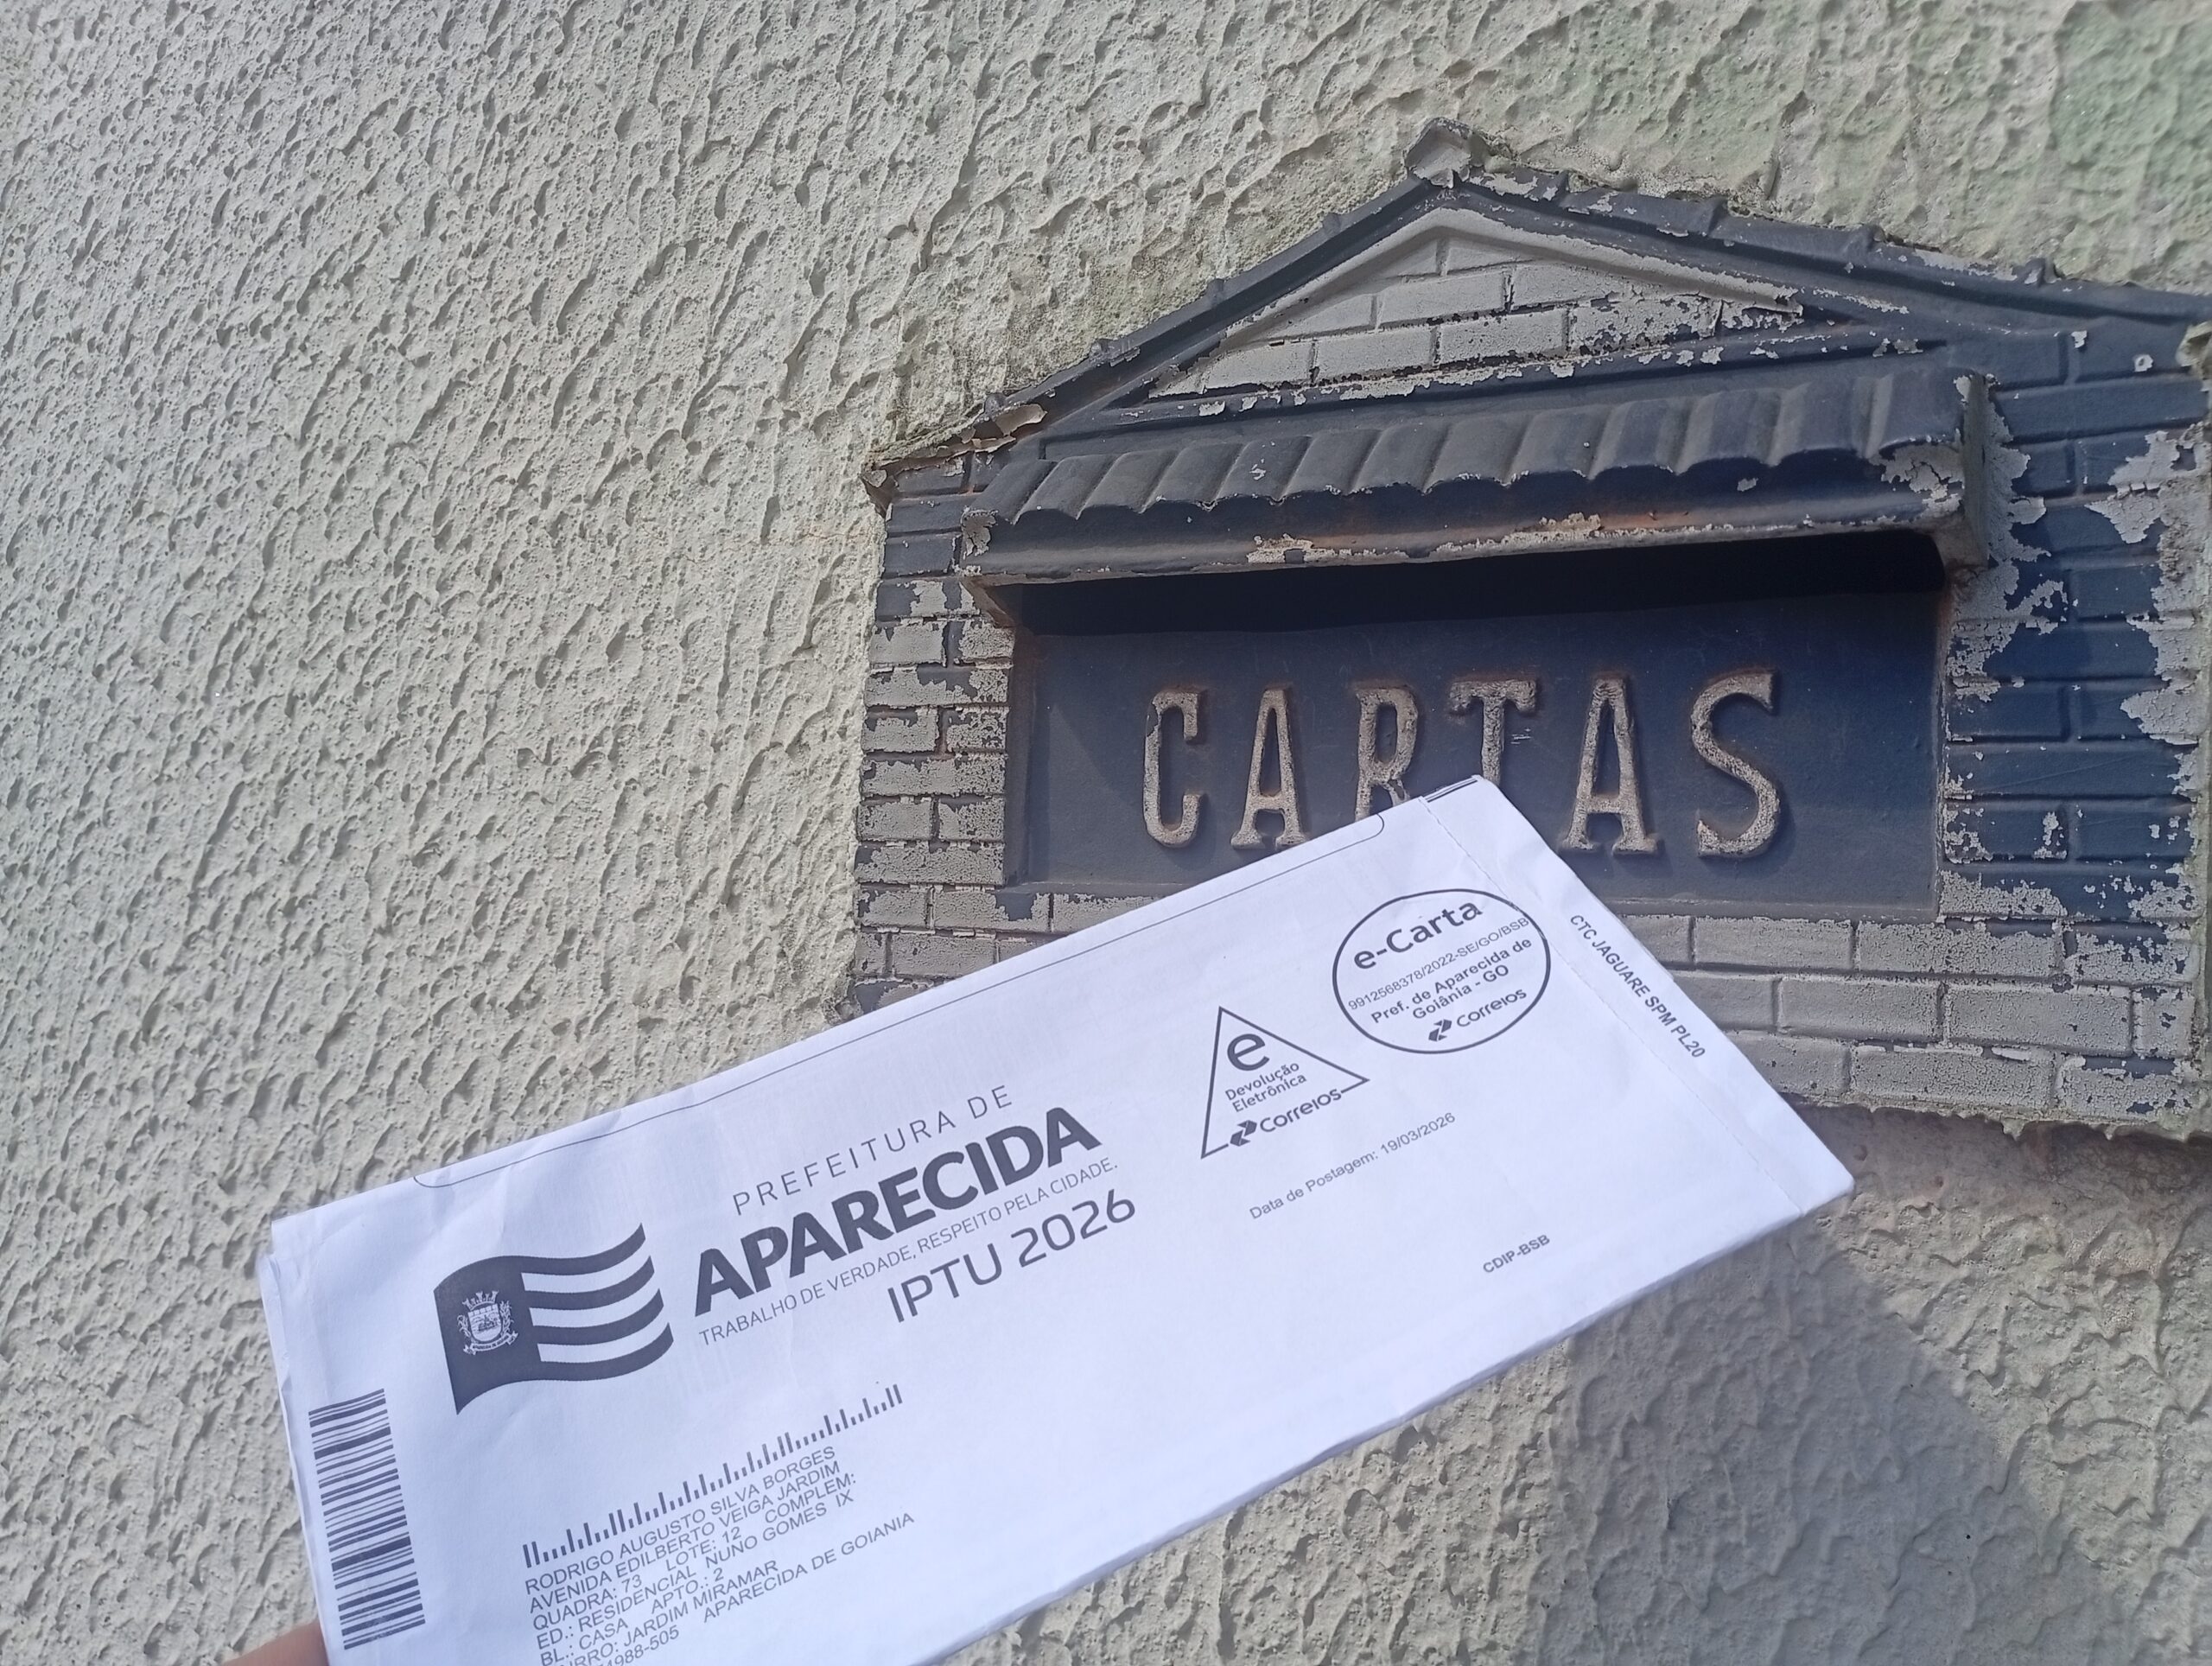 CARTAS
e-Carta
9912568378/2022-SE/GO/BSB
Pref. de Aparecida de
Goiânia - GO
Correios
CTC JAGUARE SPM PL20
e
Devolução
Eletrônica
Correios
Data de Postagem: 19/03/2026
CDIP-BSB
PREFEITURA DE
APARECIDA
TRABALHO DE VERDADE, RESPEITO PELA CIDADE.
IPTU 2026
RODRIGO AUGUSTO SILVA BORGES
AVENIDA EDILBERTO VEIGA JARDIM
QUADRA: 73 LOTE: 12 COMPLEM:
ED.: RESIDENCIAL NUNO GOMES IX
BL.: CASA APTO.: 2
JARDIM MIRAMAR
988-505 APARECIDA DE GOIANIA